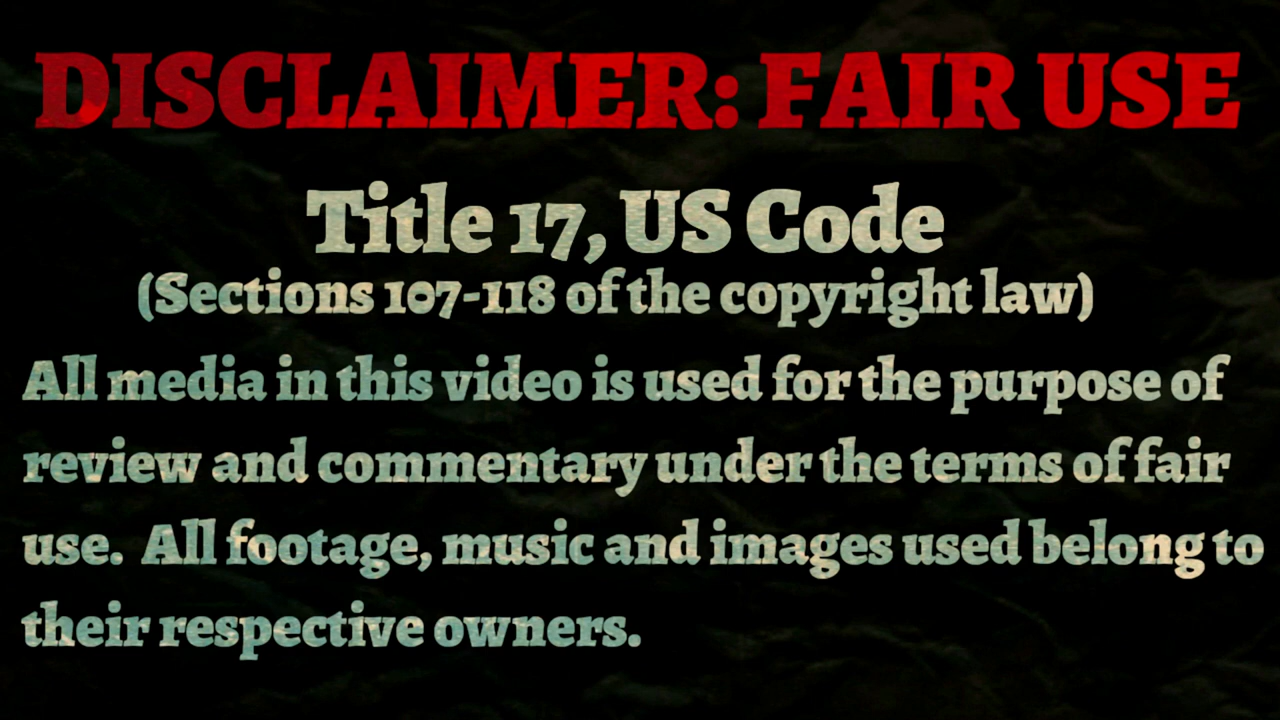 DISCLAIMER: FAIR USE
Title 17, US Code
(Sections 107-118 of the copyright law)
All media in this video is used for the purpose of
review and commentary under the terms of fair
use.  All footage, music and images used belong to
their respective owners.